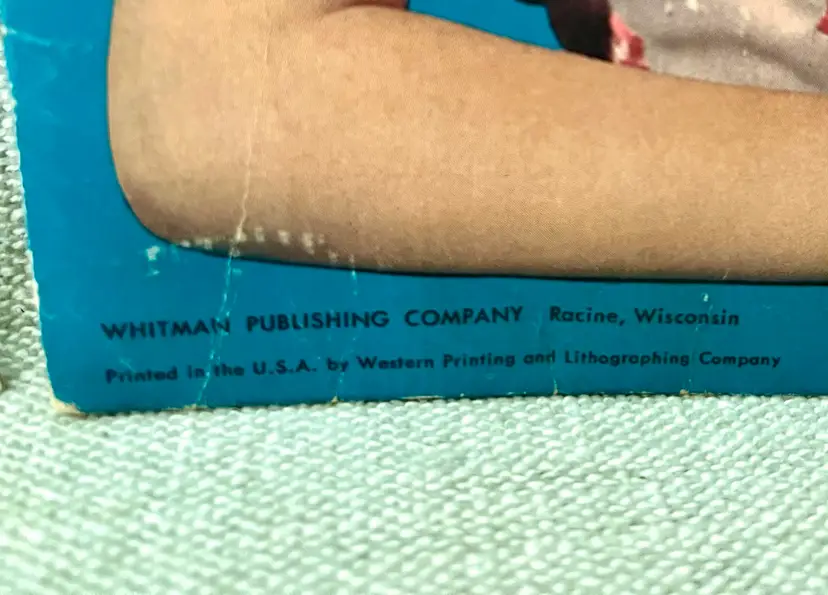 WHITMAN PUBLISHING COMPANY Racine, Wisconsin
Printed in the U.S.A. by Western Printing and Lithographing Company